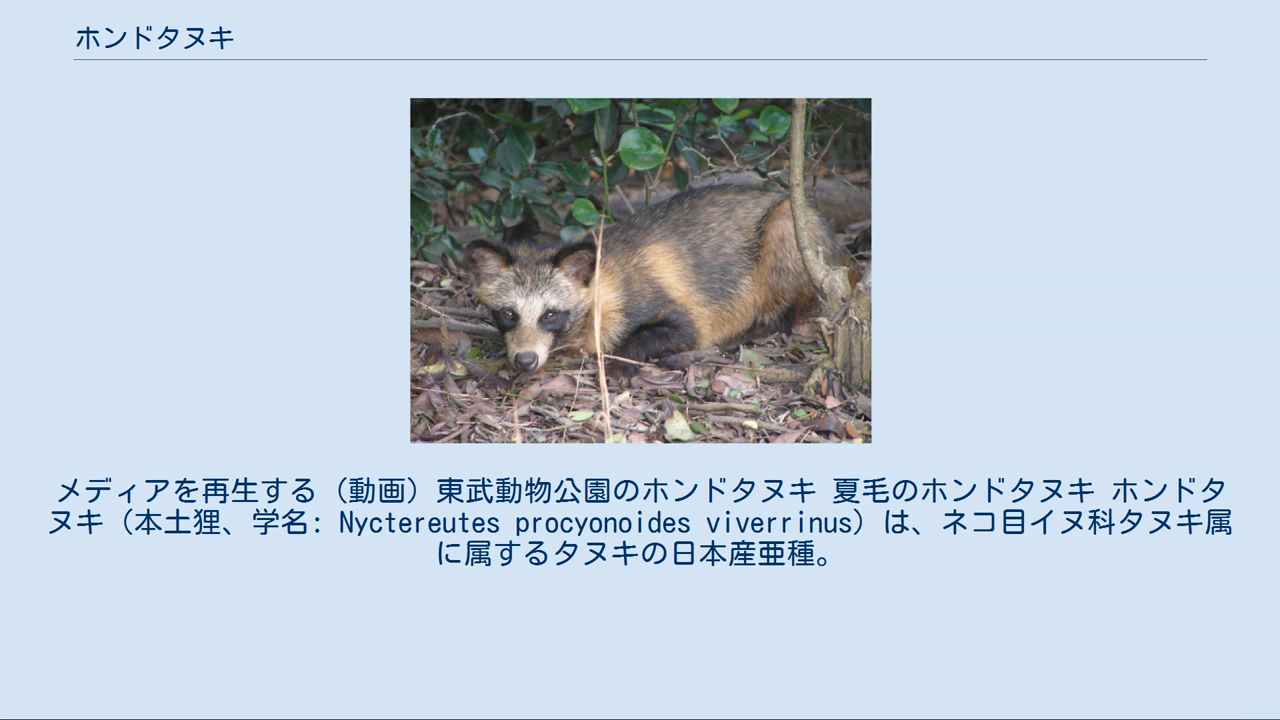 ホンドタヌキ
メディアを再生する（動画）東武動物公園のホンドタヌキ 夏毛のホンドタヌキ ホンドタ
ヌキ（本土狸、学名: Nyctereutes procyonoides viverrinus）は、ネコ目イヌ科タヌキ属
に属するタヌキの日本産亜種。